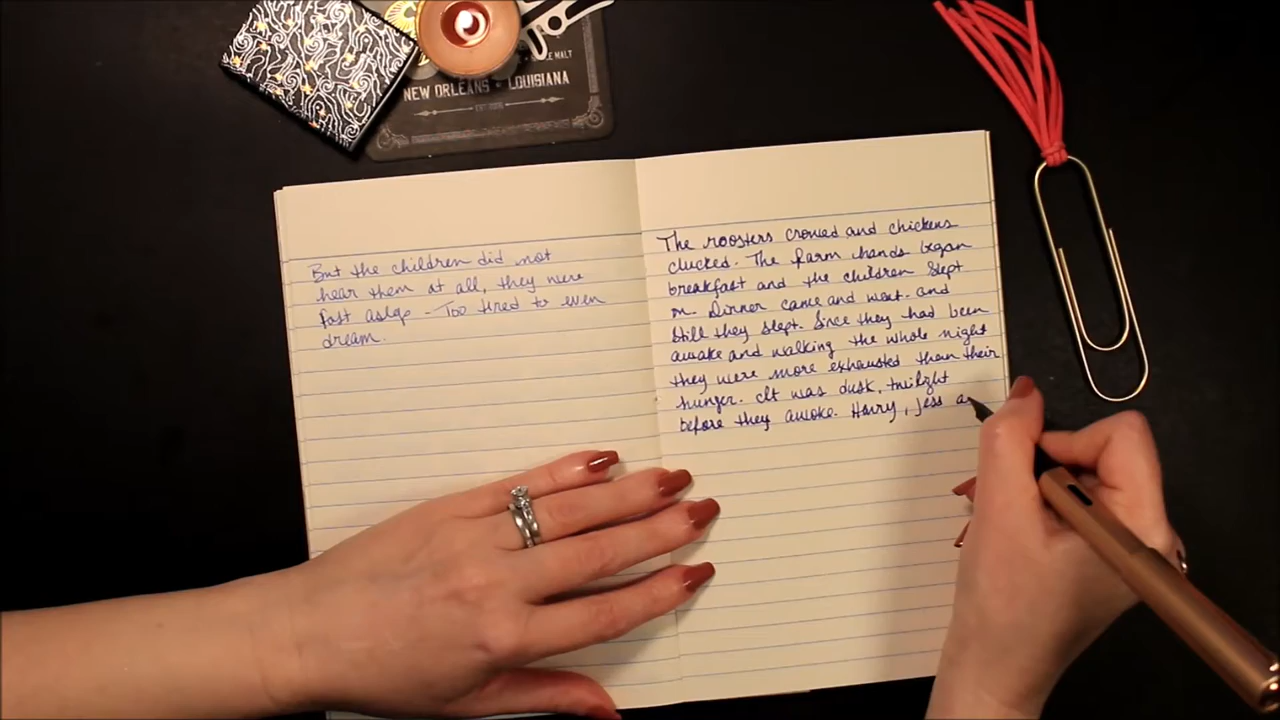 MALT
NEW ORLEANS LOUISIANA
But the children did not
hear them at all, they were
fast aslep - Too tired to even
dream.
The roosters crowed and chickens
clucked. The farm hands began
breakfast and the children slept
on. Dinner came and went. and
still they slept. Since they had been
awake and walking the whole night
they were more exhausted than their
hunger. It was dusk, twilight
before they awoke. Harry, Jess a